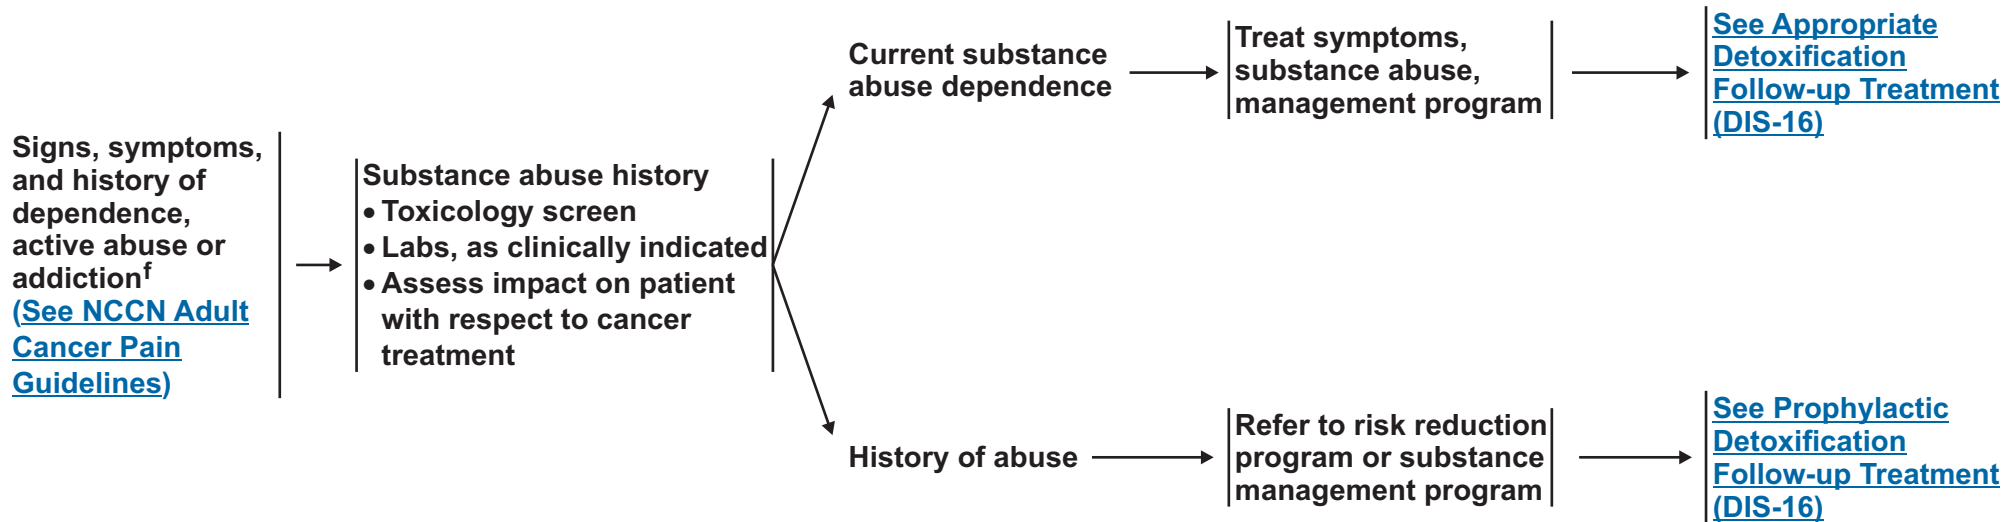 Signs, symptoms,
and history of
dependence,
active abuse or
addictionf
(See NCCN Adult
Cancer Pain
Guidelines)
Substance abuse history
• Toxicology screen
• Labs, as clinically indicated
• Assess impact on patient
with respect to cancer
treatment
Current substance
abuse dependence
Treat symptoms,
substance abuse,
management program
See Appropriate
Detoxification
Follow-up Treatment
(DIS-16)
History of abuse
Refer to risk reduction
program or substance
management program
See Prophylactic
Detoxification
Follow-up Treatment
(DIS-16)